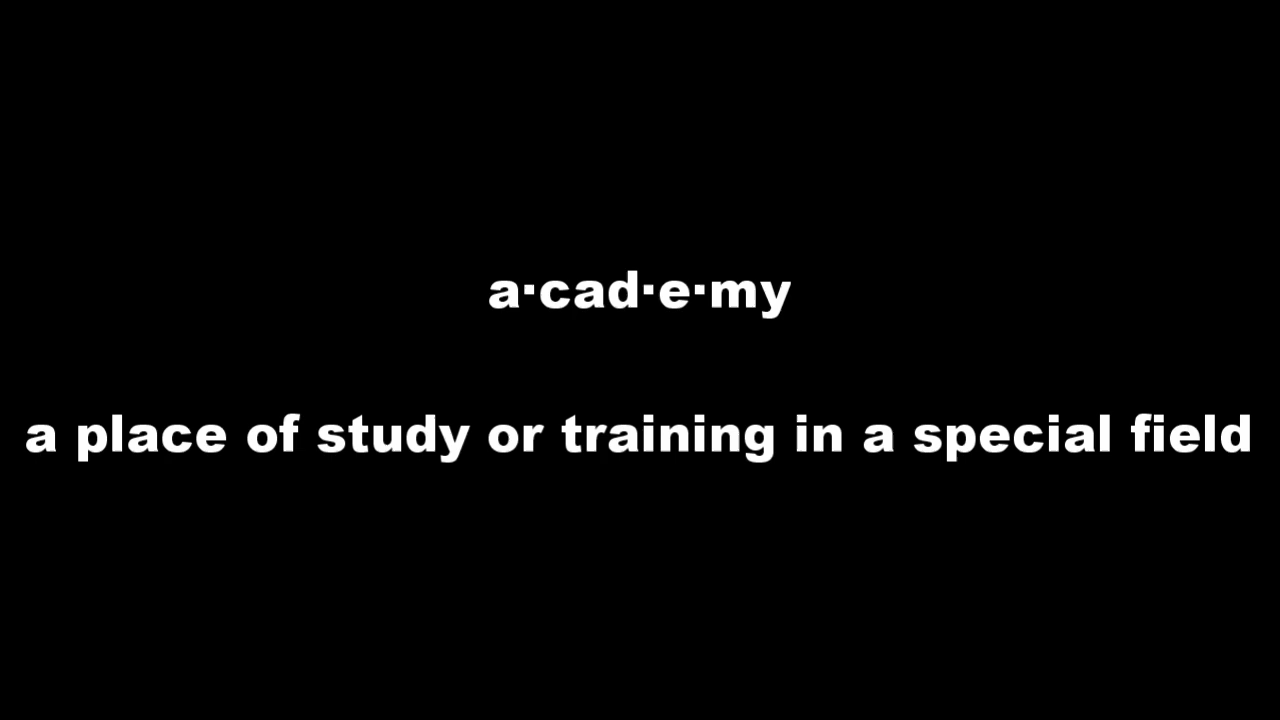 a·cad·e·my
a place of study or training in a special field